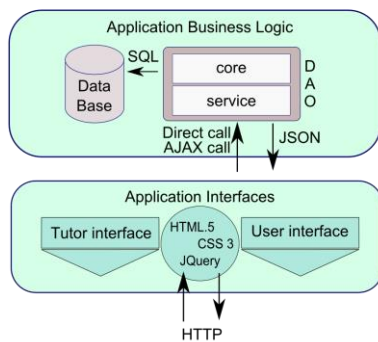 Application Business Logic
SQL
Data
Base
core
service
D
A
O
Direct call
AJAX call
JSON
Application Interfaces
Tutor interface
HTML.5
CSS 3
JQuery
User interface
HTTP